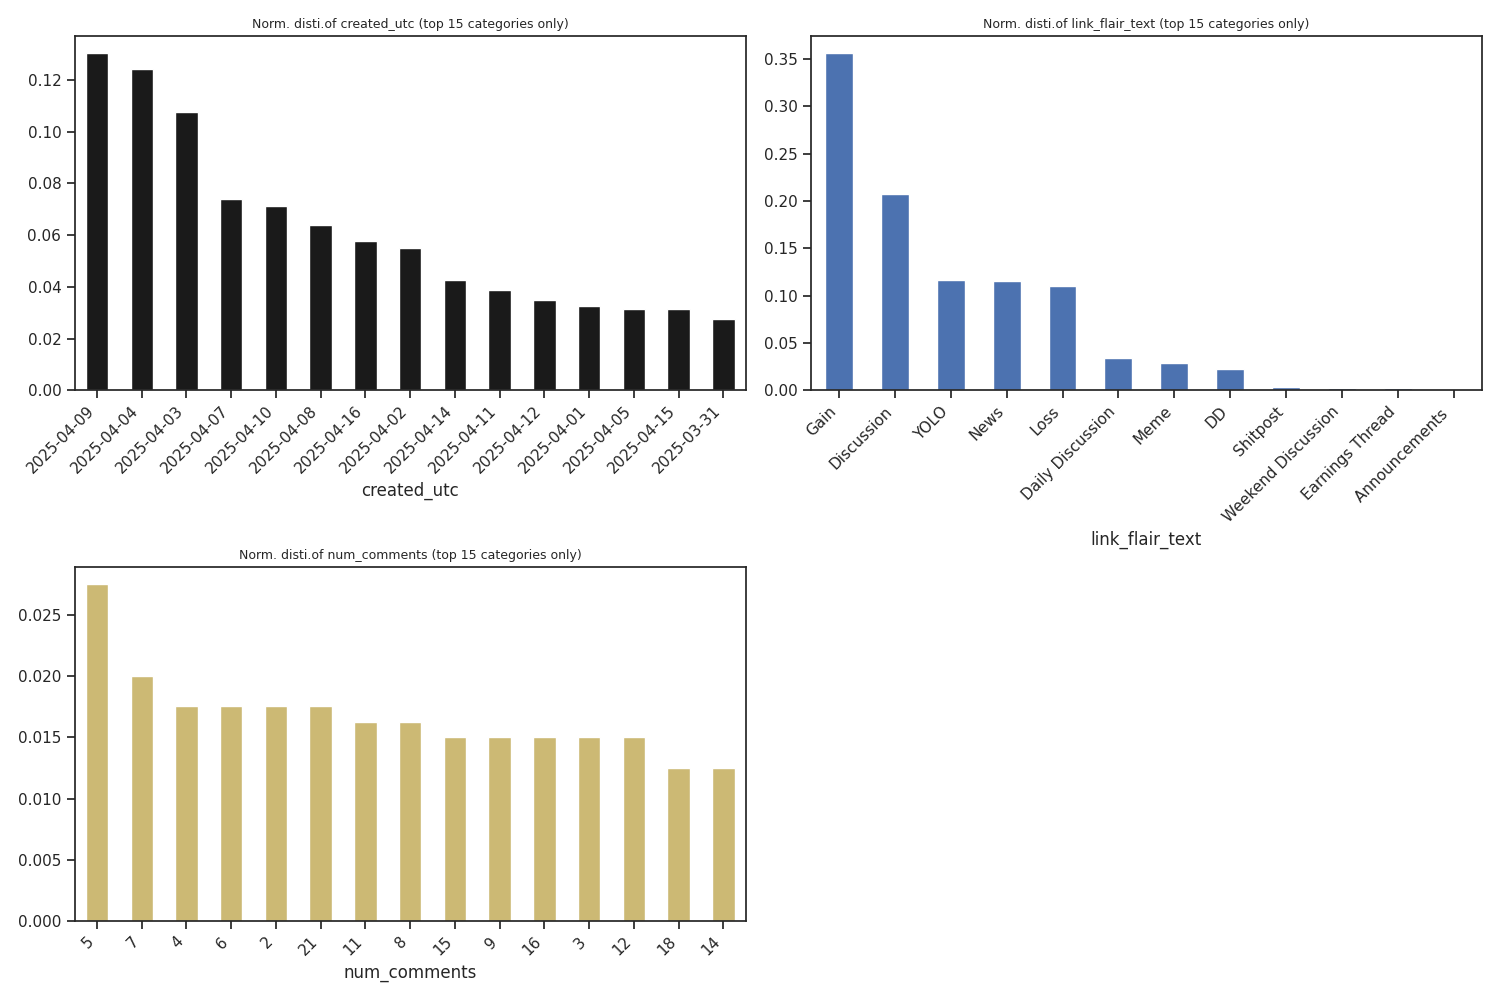 Norm. disti.of created_utc (top 15 categories only)
0.12
0.10
0.08
0.06
0.04
0.02
0.00
2025-04-09
2025-04-04
2025-04-03
2025-04-07
2025-04-10
2025-04-08
2025-04-16
2025-04-02
2025-04-14
2025-04-11
2025-04-12
2025-04-01
2025-04-05
2025-04-15
2025-03-31
created_utc
Norm. disti.of link_flair_text (top 15 categories only)
0.35
0.30
0.25
0.20
0.15
0.10
0.05
0.00
Gain
Discussion
YOLO
News
Loss
Daily Discussion
Meme
DD
Shitpost
Weekend Discussion
Earnings Thread
Announcements
link_flair_text
Norm. disti.of num_comments (top 15 categories only)
0.025
0.020
0.015
0.010
0.005
0.000
5
7
4
6
2
21
11
8
15
9
16
3
12
18
14
num_comments